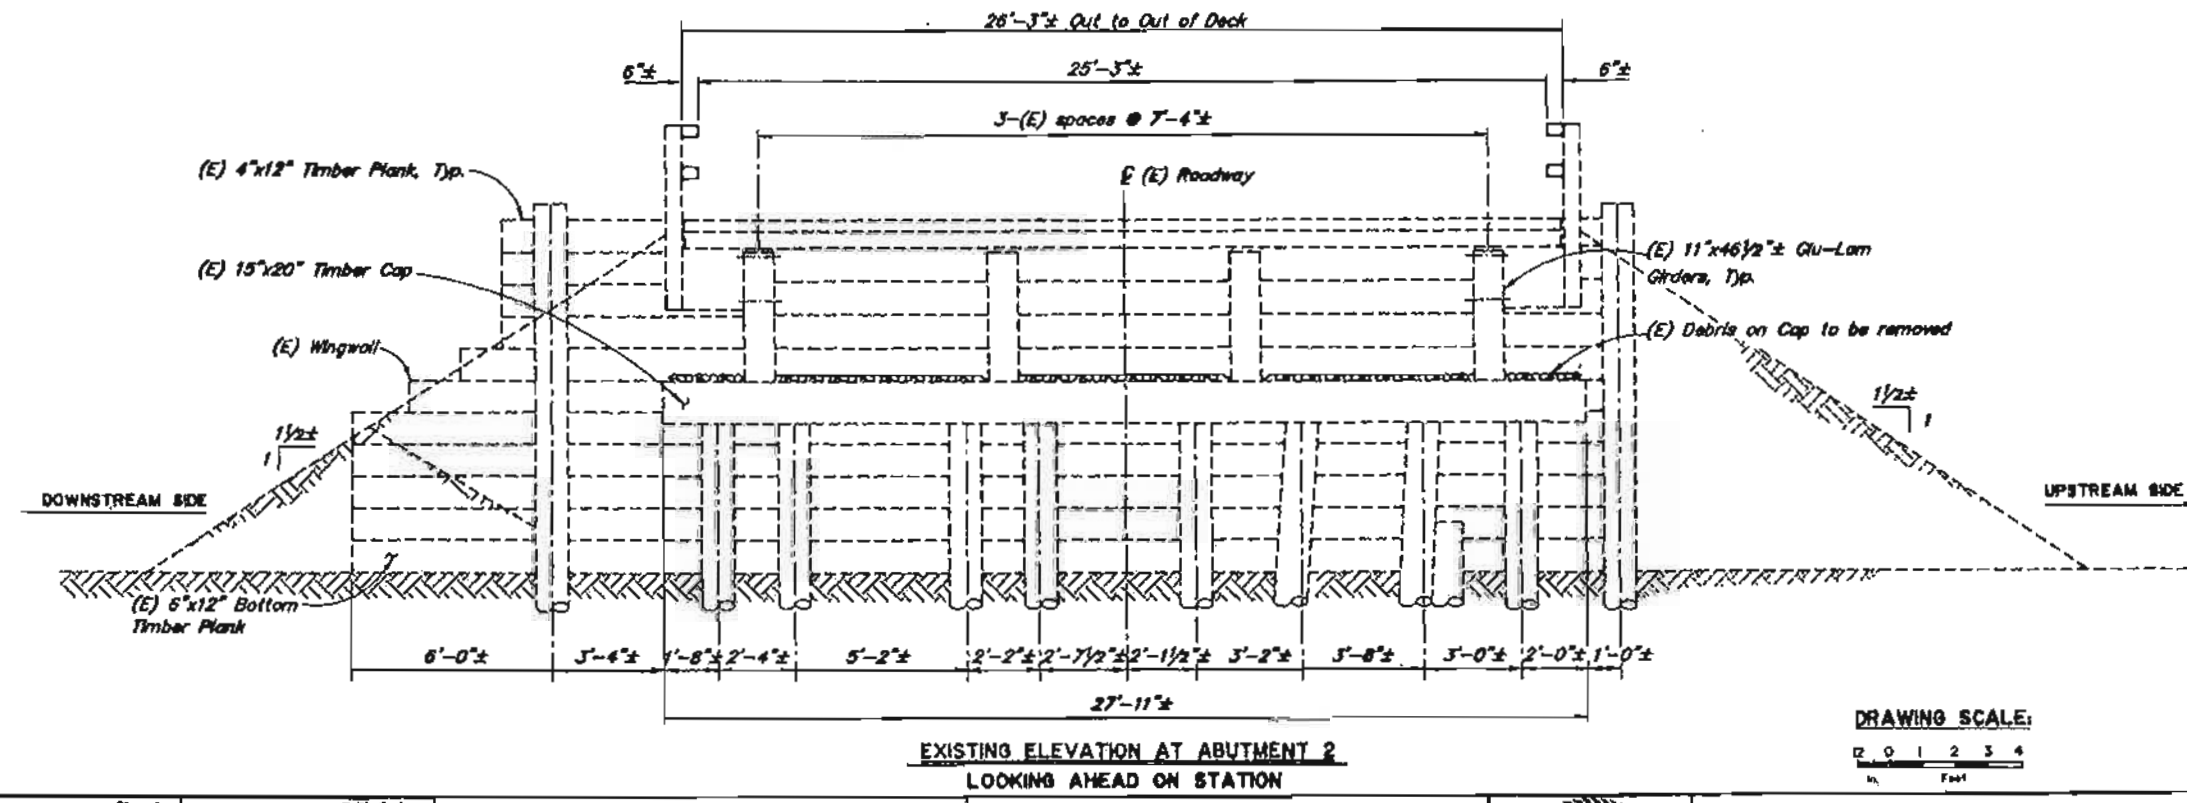 26'-3"± Out to Out of Deck
6"±
25'-3"±
6"±
3-(E) spaces @ 7'-4"±
(E) 4"x12" Timber Plank, Typ.
℄ (E) Roadway
(E) 15"x20" Timber Cap
(E) 11"x46½"± Glu-Lam
Girders, Typ.
(E) Wingwall
(E) Debris on Cap to be removed
1½±
1
1½±
1
DOWNSTREAM SIDE
UPSTREAM SIDE
(E) 6"x12" Bottom
Timber Plank
6'-0"±
3'-4"±
1'-8"±
2'-4"±
5'-2"±
2'-2"±
2'-7½"±
2'-1½"±
3'-2"±
3'-8"±
3'-0"±
2'-0"±
1'-0"±
27'-11"±
EXISTING ELEVATION AT ABUTMENT 2
LOOKING AHEAD ON STATION
DRAWING SCALE:
12 0 1 2 3 4
In. Feet